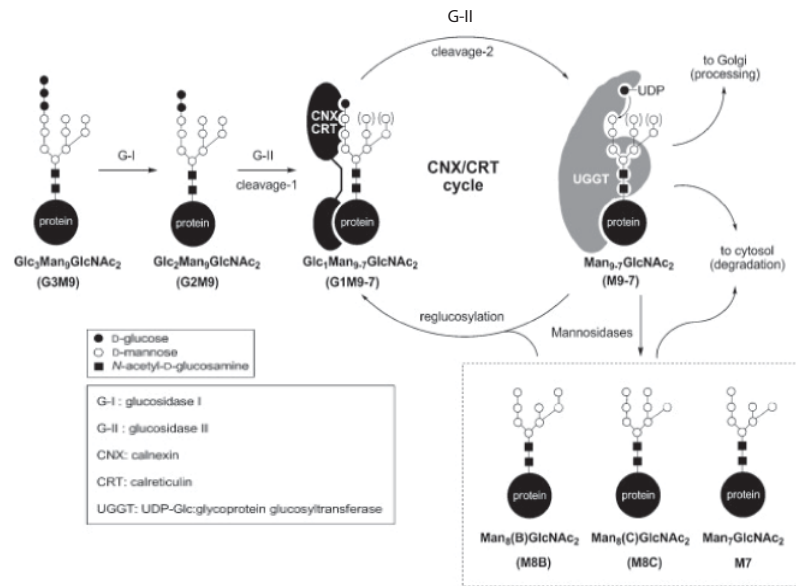 G-II
cleavage-2
to Golgi
(processing)
UDP
CNX
CRT
G-I
G-II
cleavage-1
CNX/CRT
cycle
UGGT
protein
protein
protein
protein
Glc3Man9GlcNAc2
(G3M9)
Glc2Man9GlcNAc2
(G2M9)
Glc1Man9-7GlcNAc2
(G1M9-7)
Man9-7GlcNAc2
(M9-7)
to cytosol
(degradation)
reglucosylation
Mannosidases
D-glucose
D-mannose
N-acetyl-D-glucosamine
G-I : glucosidase I
G-II : glucosidase II
CNX: calnexin
CRT: calreticulin
UGGT: UDP-Glc:glycoprotein glucosyltransferase
protein
protein
protein
Man8(B)GlcNAc2
(M8B)
Man8(C)GlcNAc2
(M8C)
Man7GlcNAc2
M7